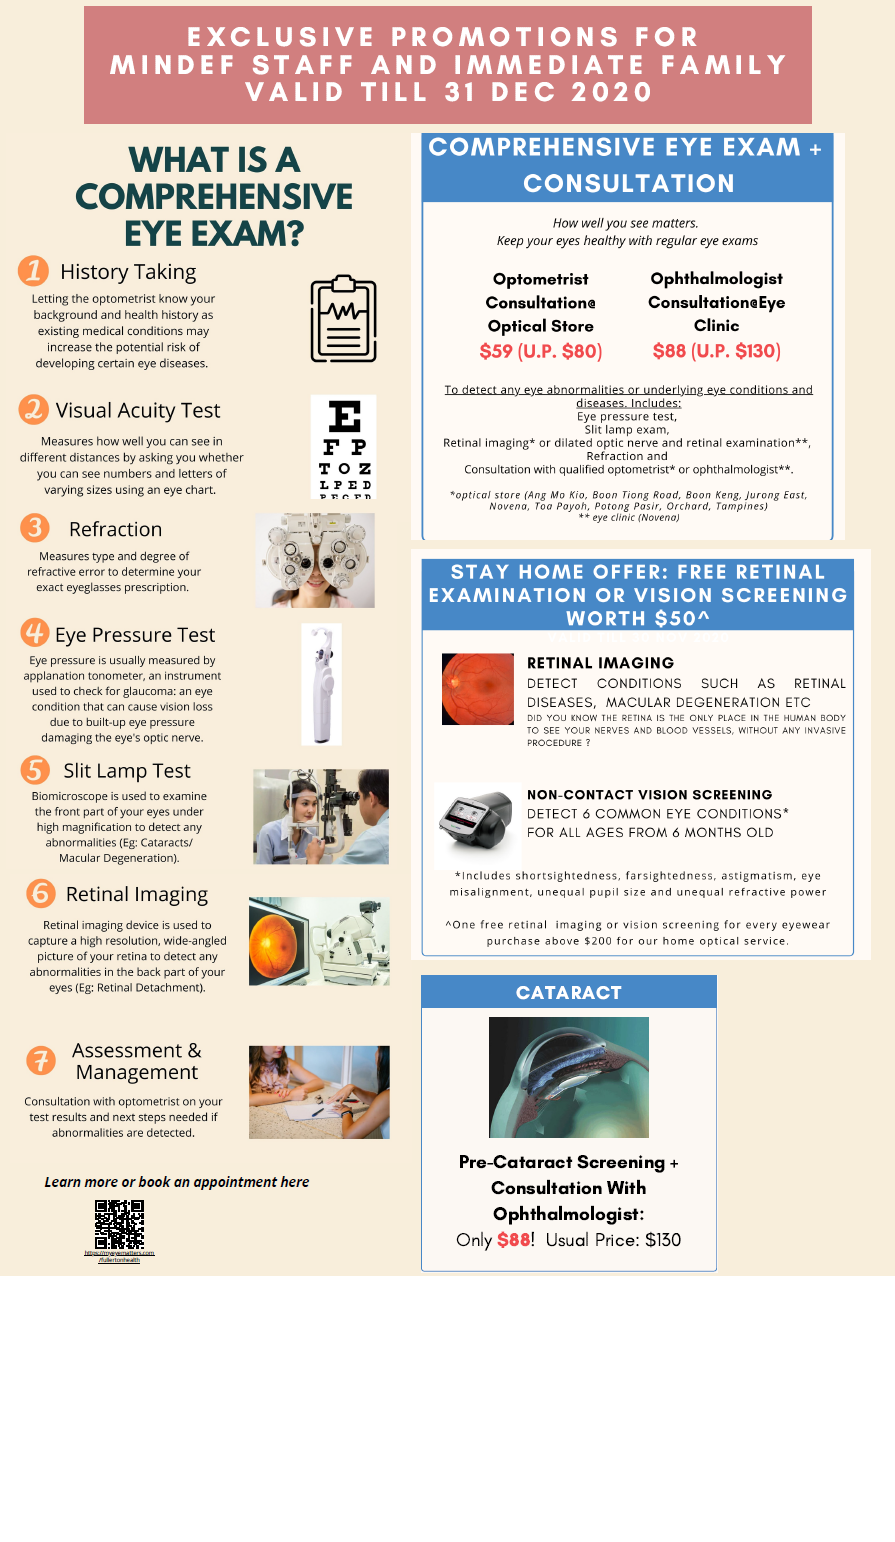 EXCLUSIVE PROMOTIONS FOR
MINDEF STAFF AND IMMEDIATE FAMILY
VALID TILL 31 DEC 2020
WHAT IS A
COMPREHENSIVE
EYE EXAM?
1 History Taking
Letting the optometrist know your
background and health history as
existing medical conditions may
increase the potential risk of
developing certain eye diseases.
2 Visual Acuity Test
Measures how well you can see in
different distances by asking you whether
you can see numbers and letters of
varying sizes using an eye chart.
E
F P
T O Z
L P E D
P E C F D
3 Refraction
Measures type and degree of
refractive error to determine your
exact eyeglasses prescription.
4 Eye Pressure Test
Eye pressure is usually measured by
applanation tonometer, an instrument
used to check for glaucoma: an eye
condition that can cause vision loss
due to built-up eye pressure
damaging the eye's optic nerve.
5 Slit Lamp Test
Biomicroscope is used to examine
the front part of your eyes under
high magnification to detect any
abnormalities (Eg: Cataracts/
Macular Degeneration).
6 Retinal Imaging
Retinal imaging device is used to
capture a high resolution, wide-angled
picture of your retina to detect any
abnormalities in the back part of your
eyes (Eg: Retinal Detachment).
7 Assessment &
Management
Consultation with optometrist on your
test results and next steps needed if
abnormalities are detected.
Learn more or book an appointment here
https://myeyematters.com
/fullertonhealth
COMPREHENSIVE EYE EXAM +
CONSULTATION
How well you see matters.
Keep your eyes healthy with regular eye exams
Optometrist
Consultation@
Optical Store
$59 (U.P. $80)
Ophthalmologist
Consultation@Eye
Clinic
$88 (U.P. $130)
To detect any eye abnormalities or underlying eye conditions and
diseases. Includes:
Eye pressure test,
Slit lamp exam,
Retinal imaging* or dilated optic nerve and retinal examination**,
Refraction and
Consultation with qualified optometrist* or ophthalmologist**.
*optical store (Ang Mo Kio, Boon Tiong Road, Boon Keng, Jurong East,
Novena, Toa Payoh, Potong Pasir, Orchard, Tampines)
** eye clinic (Novena)
STAY HOME OFFER: FREE RETINAL
EXAMINATION OR VISION SCREENING
WORTH $50^
RETINAL IMAGING
DETECT CONDITIONS SUCH AS RETINAL
DISEASES, MACULAR DEGENERATION ETC
DID YOU KNOW THE RETINA IS THE ONLY PLACE IN THE HUMAN BODY
TO SEE YOUR NERVES AND BLOOD VESSELS, WITHOUT ANY INVASIVE
PROCEDURE ?
NON-CONTACT VISION SCREENING
DETECT 6 COMMON EYE CONDITIONS*
FOR ALL AGES FROM 6 MONTHS OLD
*Includes shortsightedness, farsightedness, astigmatism, eye
misalignment, unequal pupil size and unequal refractive power
^One free retinal imaging or vision screening for every eyewear
purchase above $200 for our home optical service.
CATARACT
Pre-Cataract Screening +
Consultation With
Ophthalmologist:
Only $88! Usual Price: $130